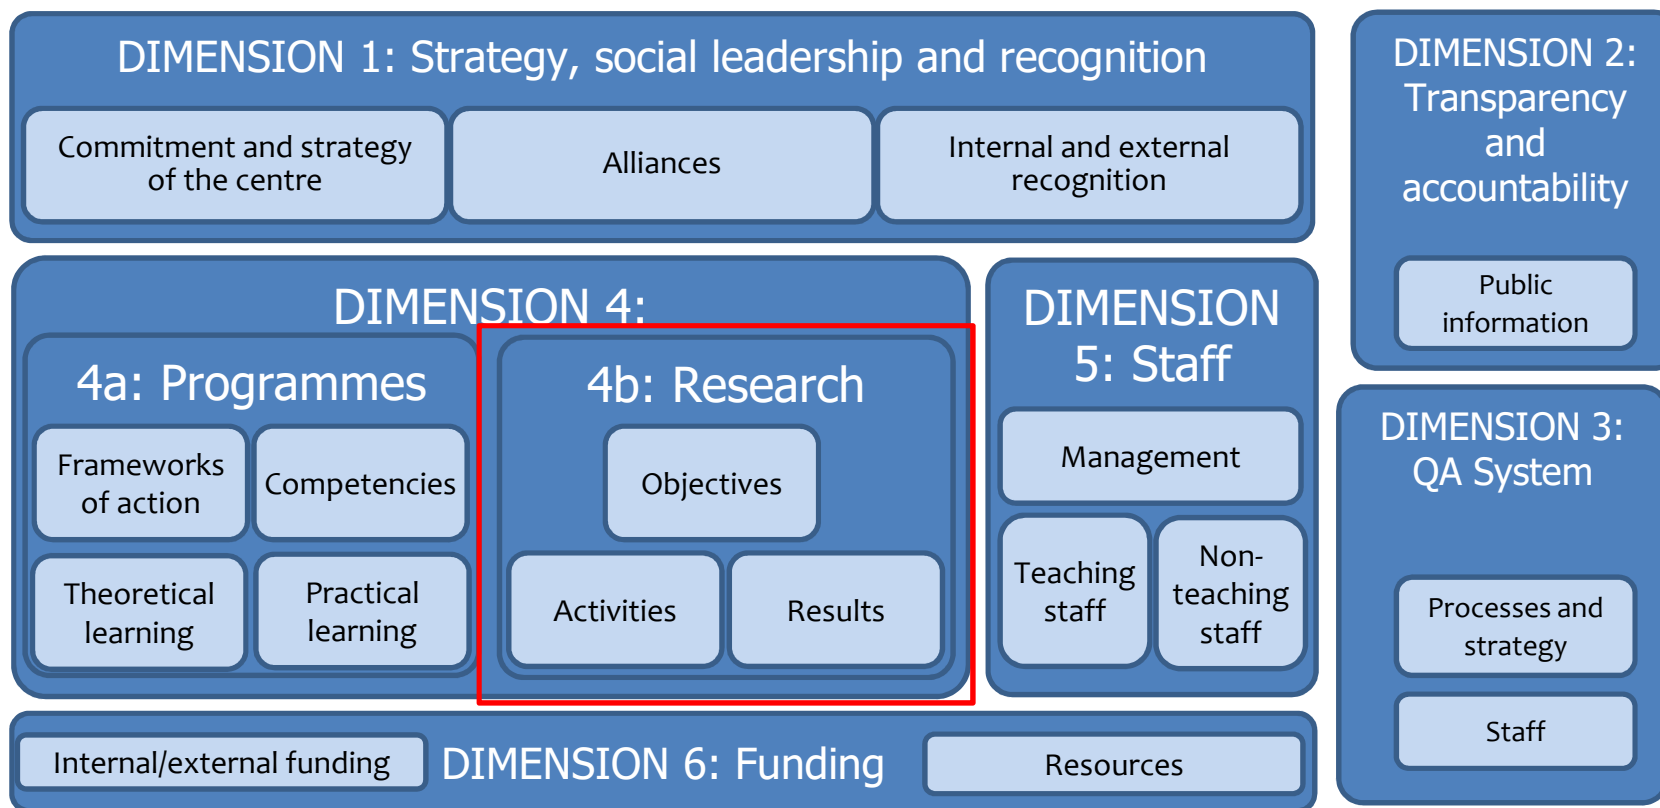 DIMENSION 1: Strategy, social leadership and recognition
Commitment and strategy
of the centre
Alliances
Internal and external
recognition
DIMENSION 2:
Transparency
and
accountability
Public
information
DIMENSION 4:
4a: Programmes
Frameworks
of action
Competencies
Theoretical
learning
Practical
learning
4b: Research
Objectives
Activities
Results
DIMENSION
5: Staff
Management
Teaching
staff
Non-
teaching
staff
DIMENSION 3:
QA System
Processes and
strategy
Staff
Internal/external funding
DIMENSION 6: Funding
Resources